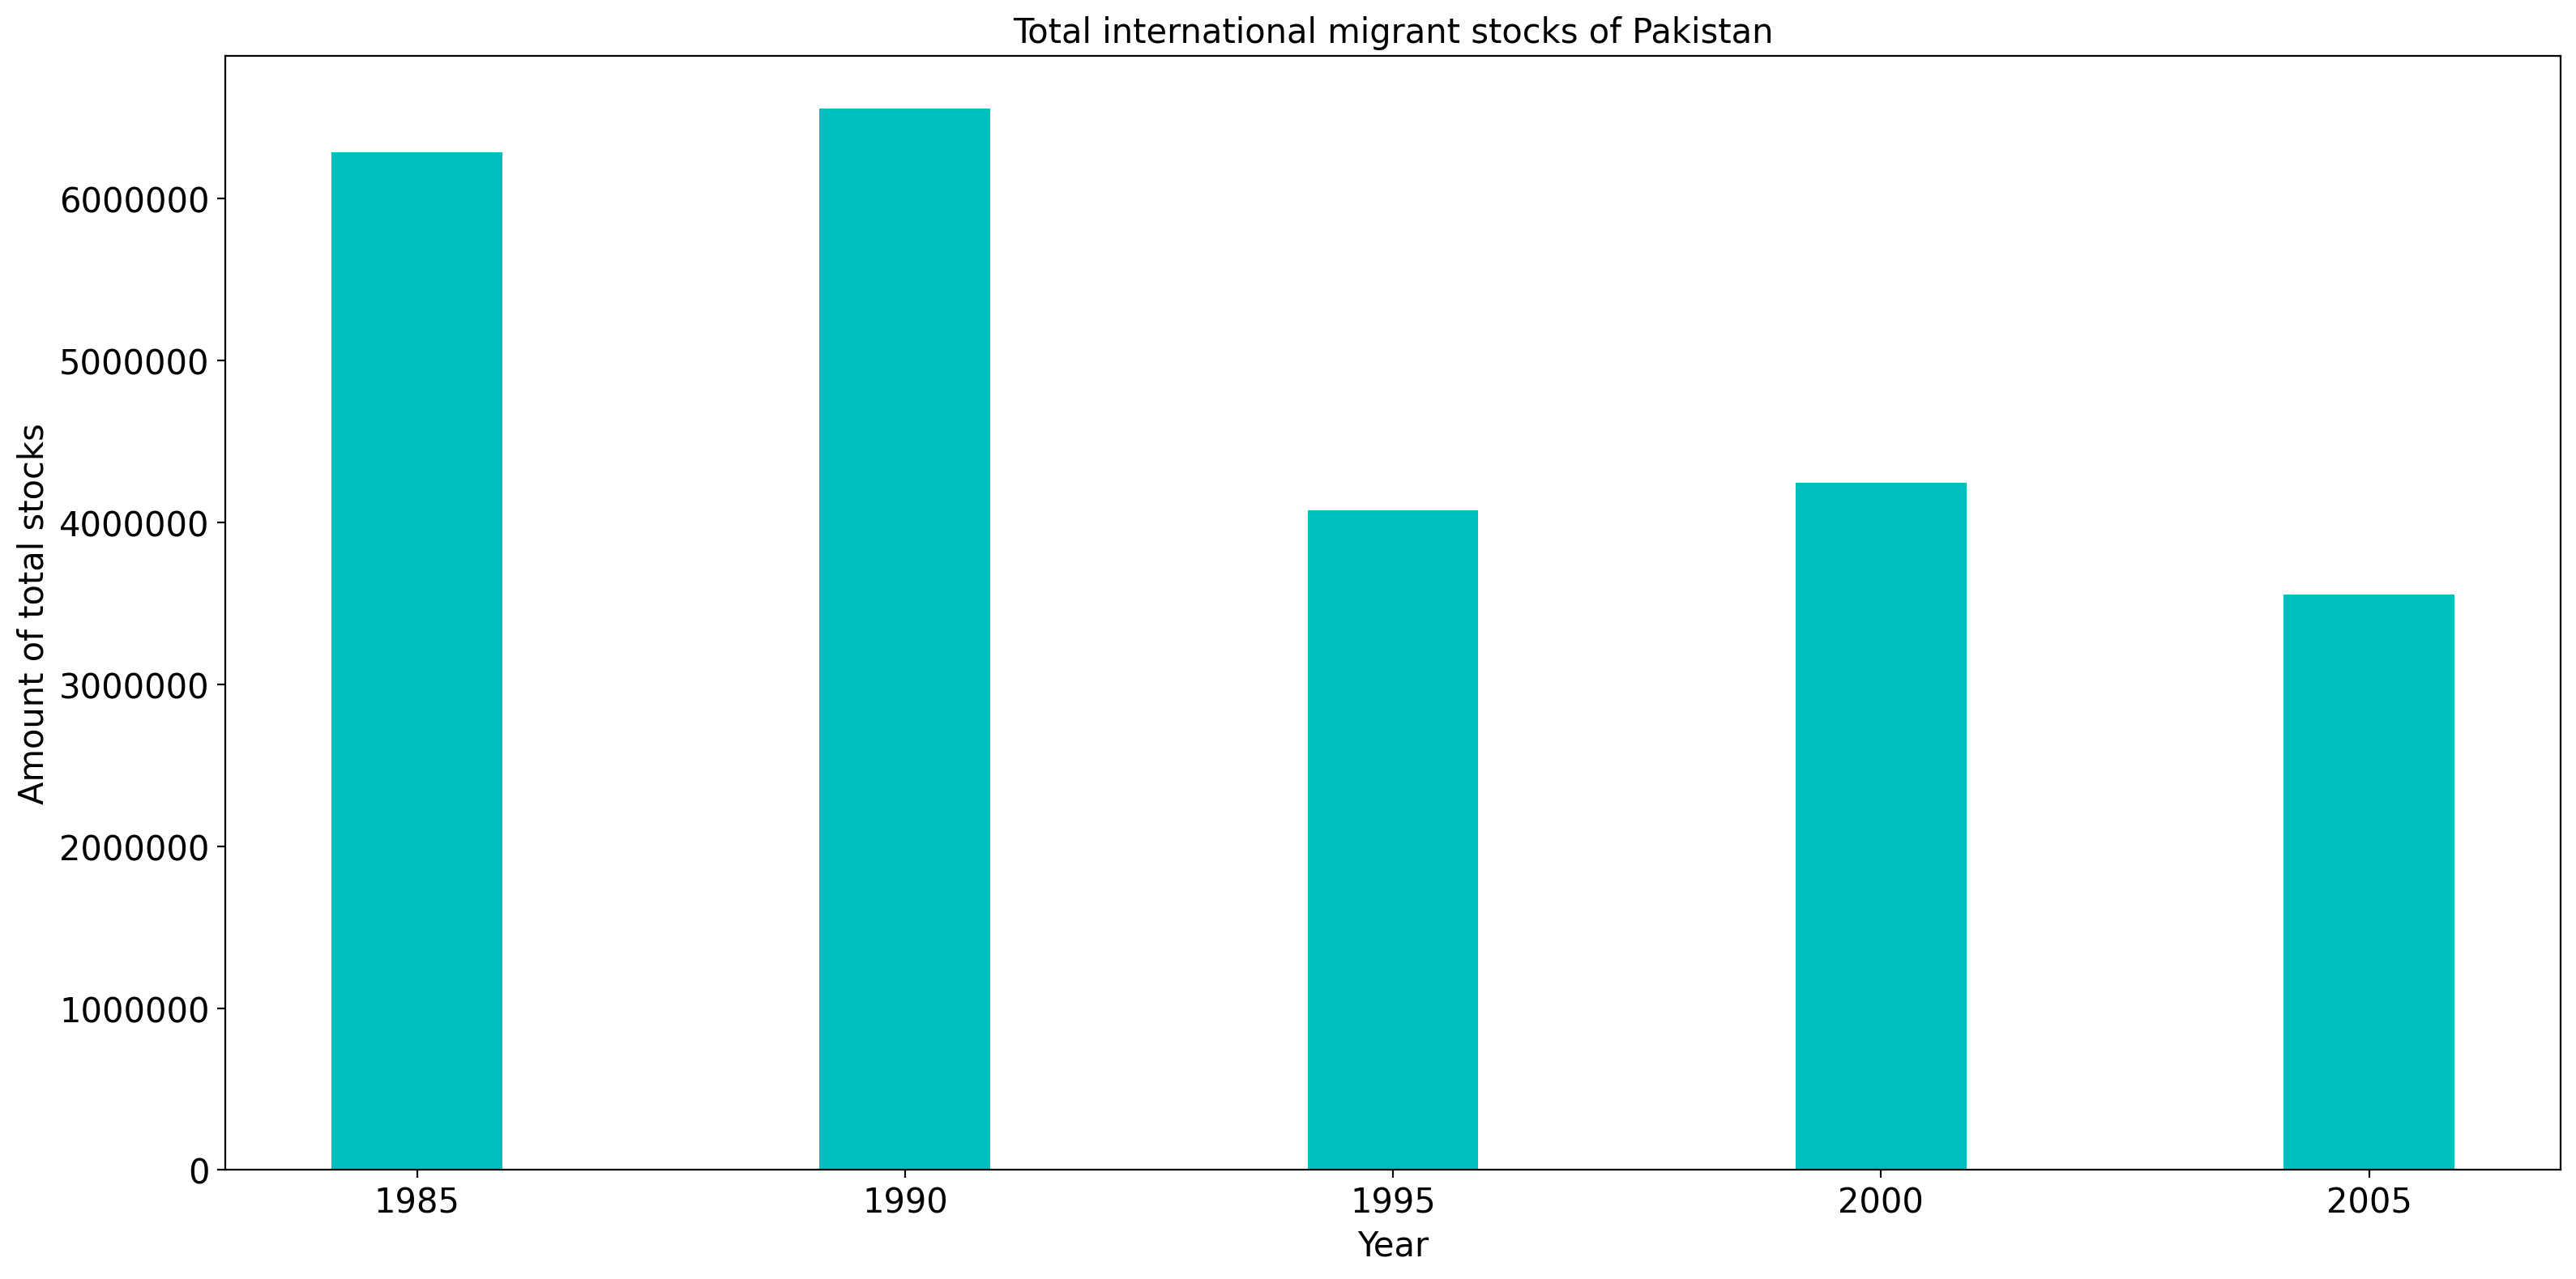 Total international migrant stocks of Pakistan
Amount of total stocks
6000000
5000000
4000000
3000000
2000000
1000000
0
1985 1990 1995 2000 2005
Year